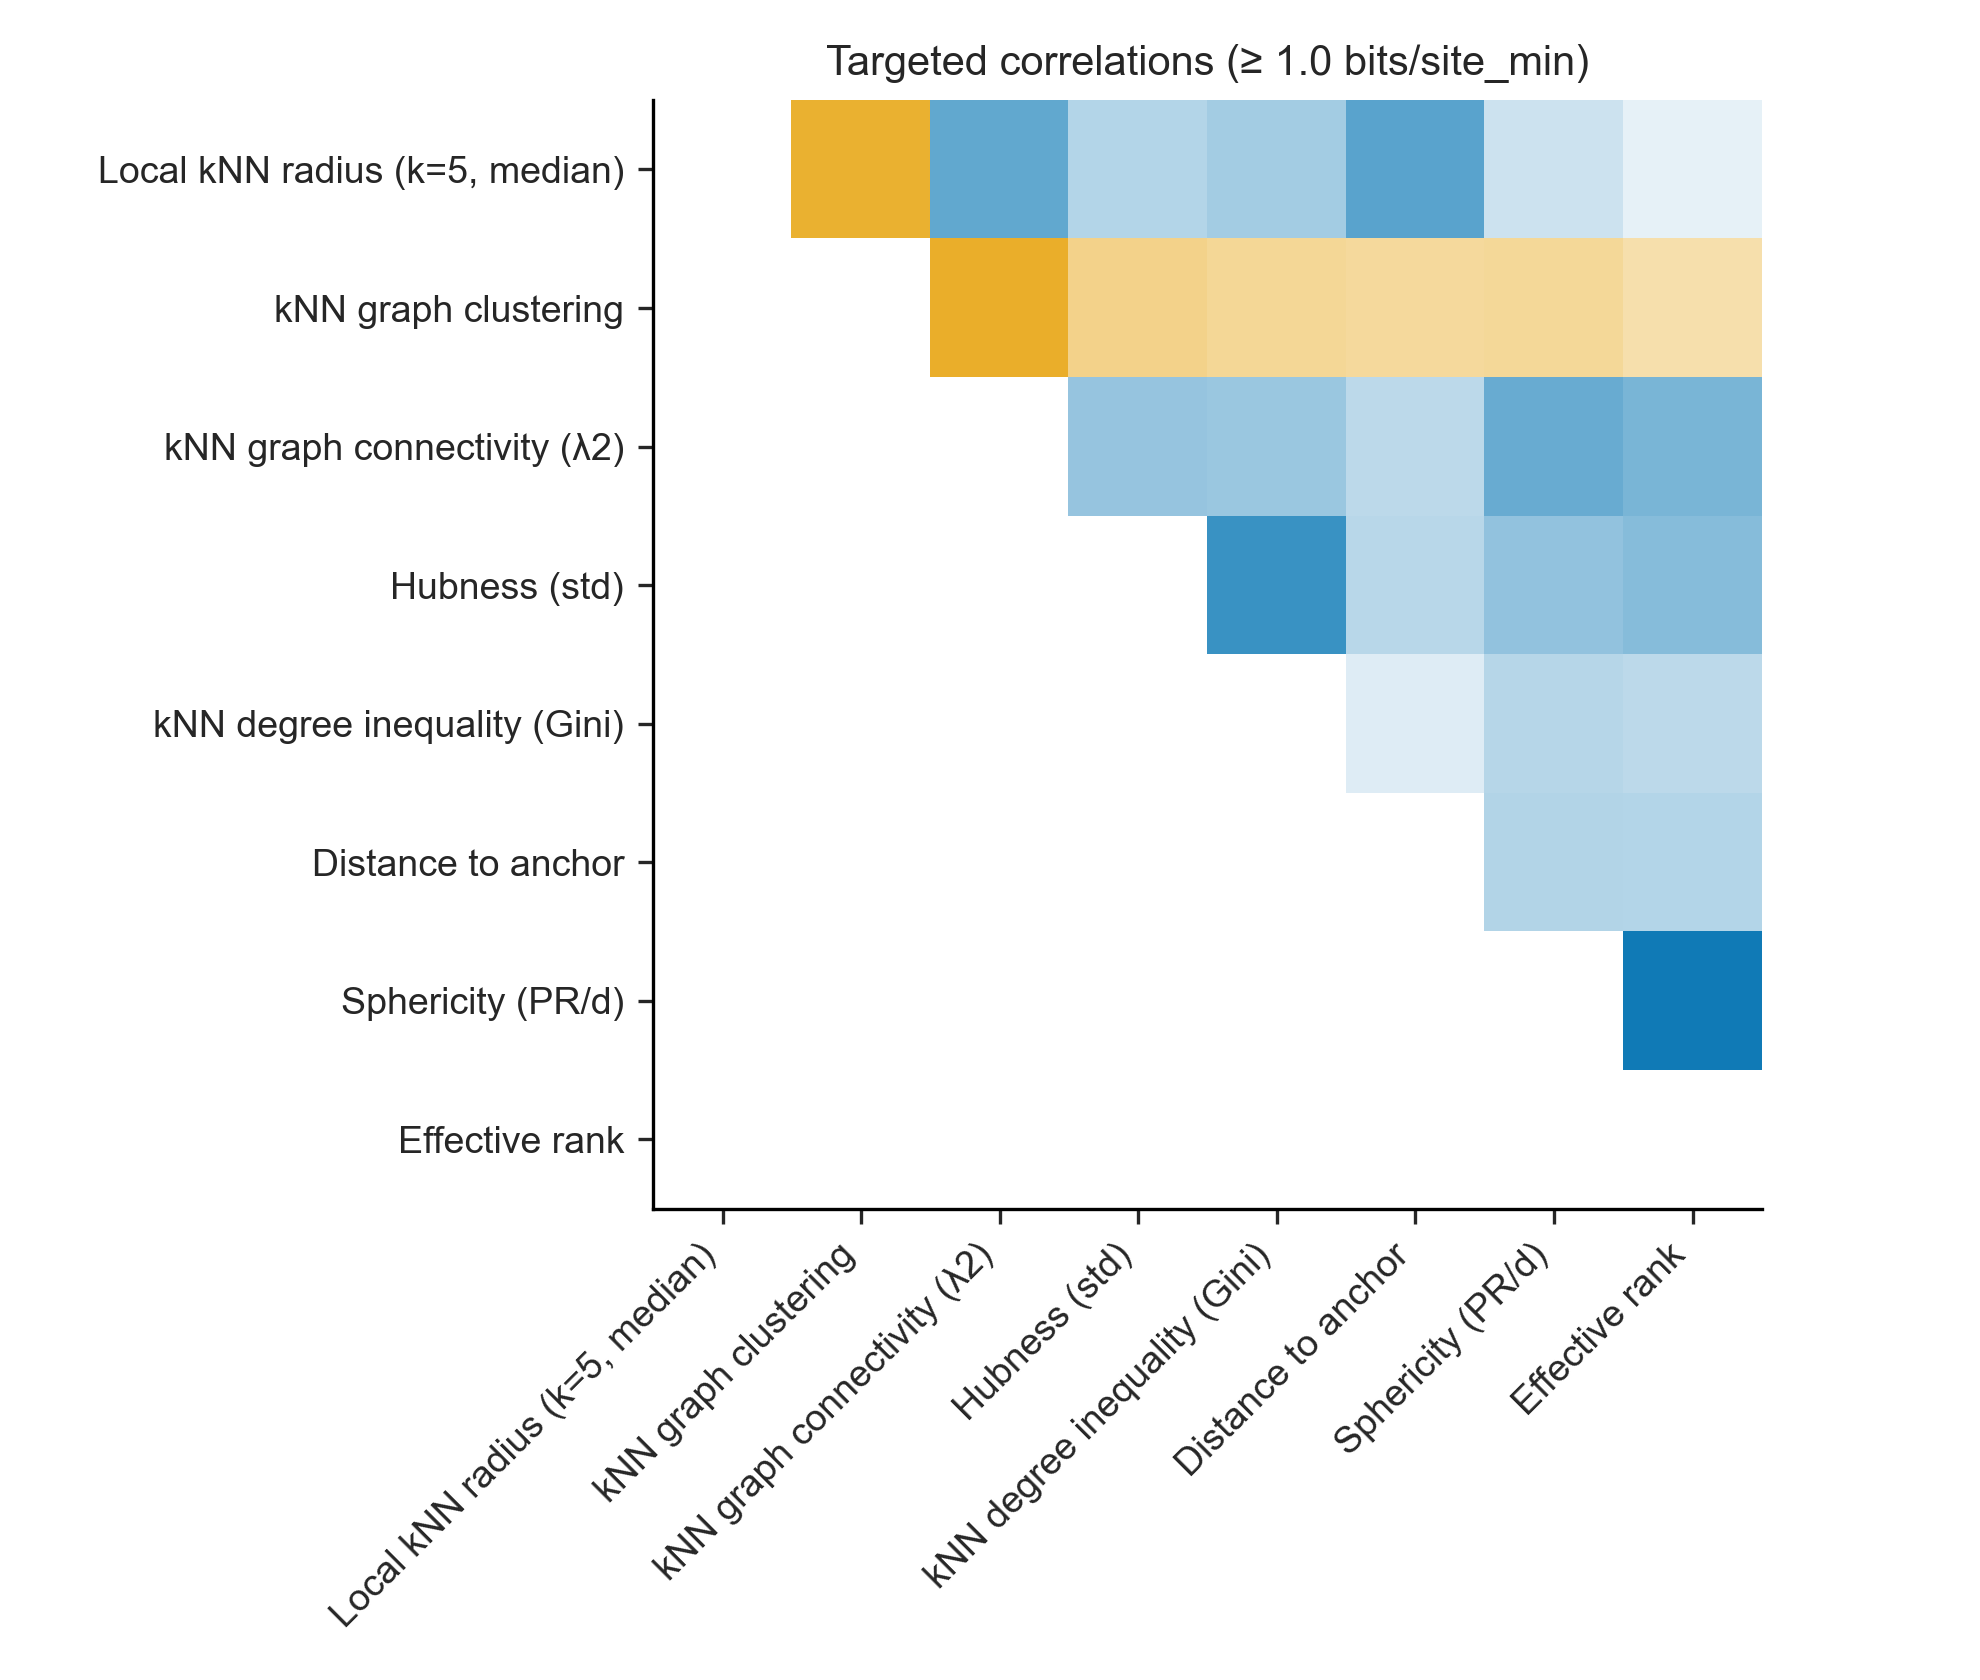 Targeted correlations (≥ 1.0 bits/site_min)
Local kNN radius (k=5, median)
kNN graph clustering
kNN graph connectivity (λ2)
Hubness (std)
kNN degree inequality (Gini)
Distance to anchor
Sphericity (PR/d)
Effective rank
Local kNN radius (k=5, median)
kNN graph clustering
kNN graph connectivity (λ2)
Hubness (std)
kNN degree inequality (Gini)
Distance to anchor
Sphericity (PR/d)
Effective rank